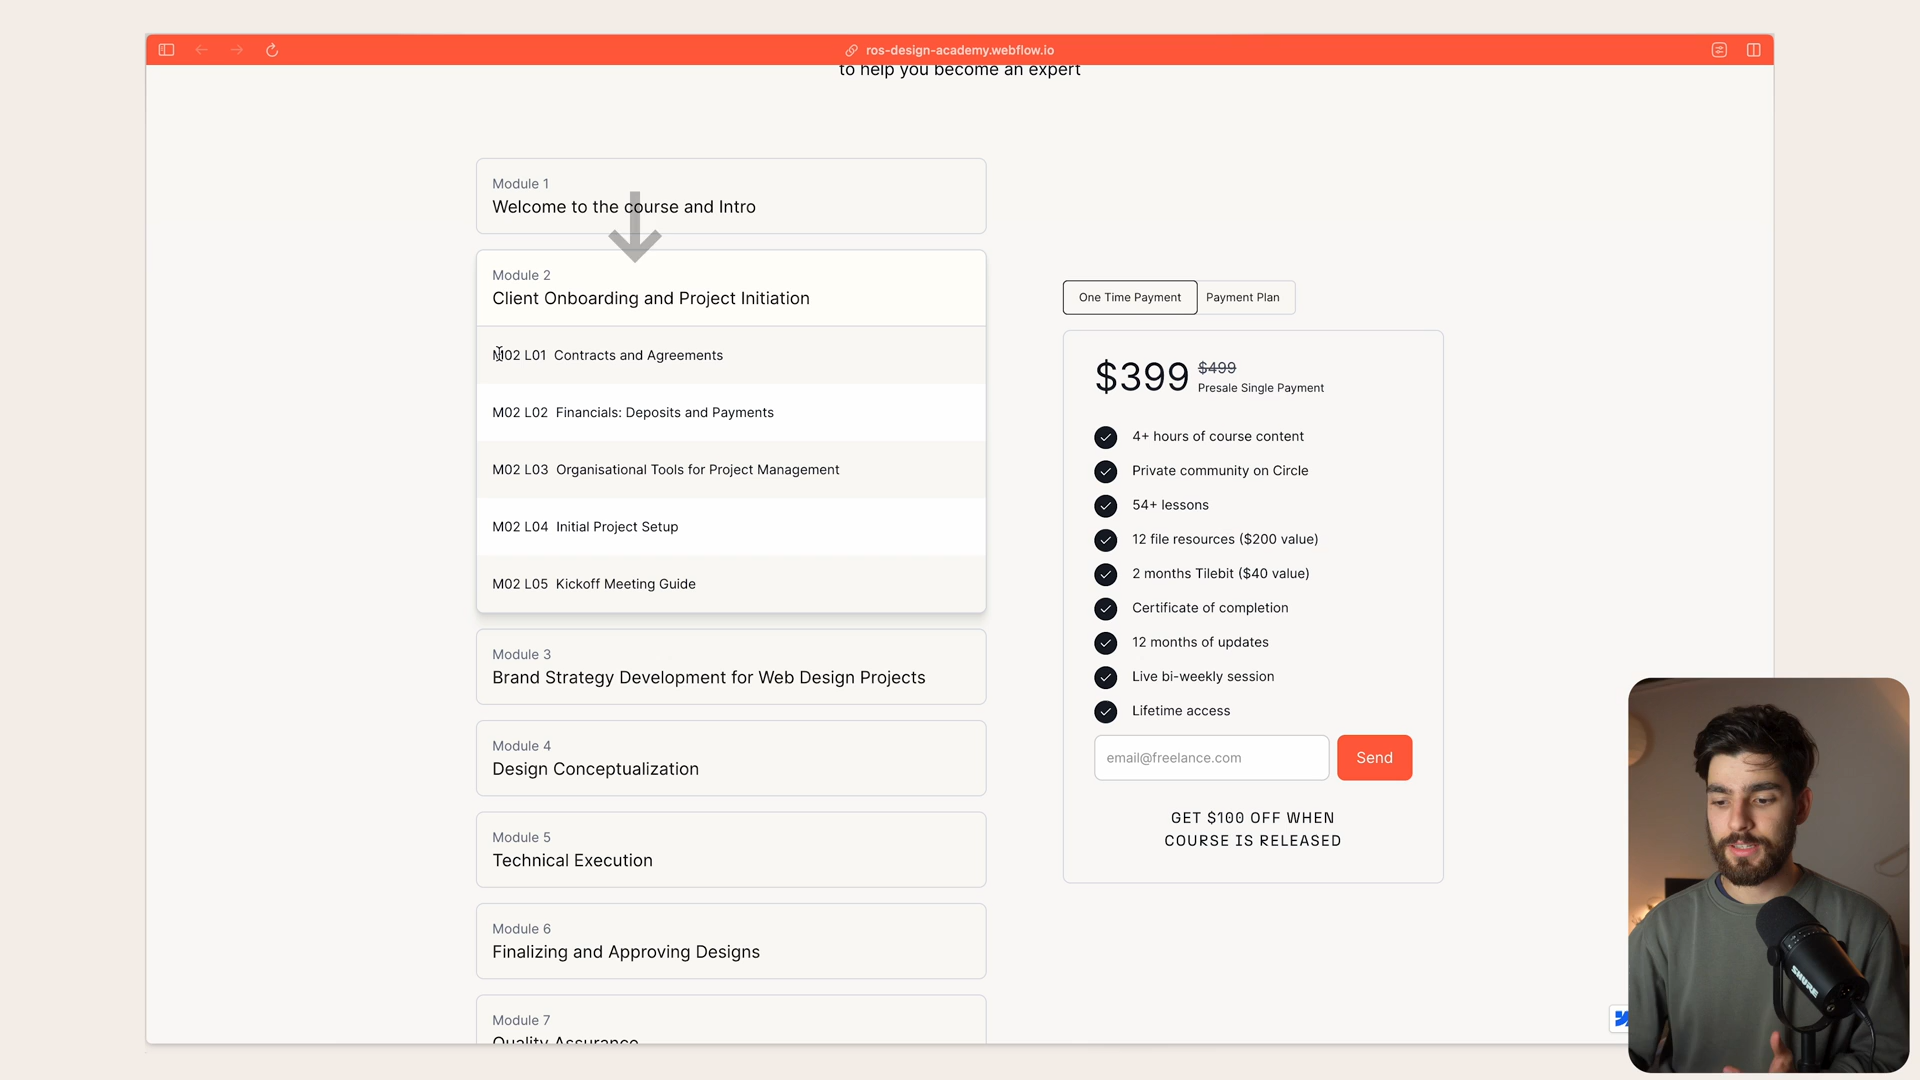 ros-design-academy.webflow.io
to help you become an expert
Module 1
Welcome to the course and Intro
Module 2
Client Onboarding and Project Initiation
M02 L01 Contracts and Agreements
M02 L02 Financials: Deposits and Payments
M02 L03 Organisational Tools for Project Management
M02 L04 Initial Project Setup
M02 L05 Kickoff Meeting Guide
Module 3
Brand Strategy Development for Web Design Projects
Module 4
Design Conceptualization
Module 5
Technical Execution
Module 6
Finalizing and Approving Designs
Module 7
Quality Assurance
One Time Payment
Payment Plan
$399 $499
Presale Single Payment
4+ hours of course content
Private community on Circle
54+ lessons
12 file resources ($200 value)
2 months Tilebit ($40 value)
Certificate of completion
12 months of updates
Live bi-weekly session
Lifetime access
email@freelance.com
Send
GET $100 OFF WHEN
COURSE IS RELEASED
SHURE